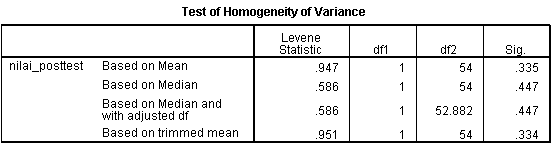 Test of Homogeneity of Variance
Levene Statistic df1 df2 Sig.
nilai_posttest Based on Mean .947 1 54 .335
Based on Median .586 1 54 .447
Based on Median and with adjusted df .586 1 52.882 .447
Based on trimmed mean .951 1 54 .334